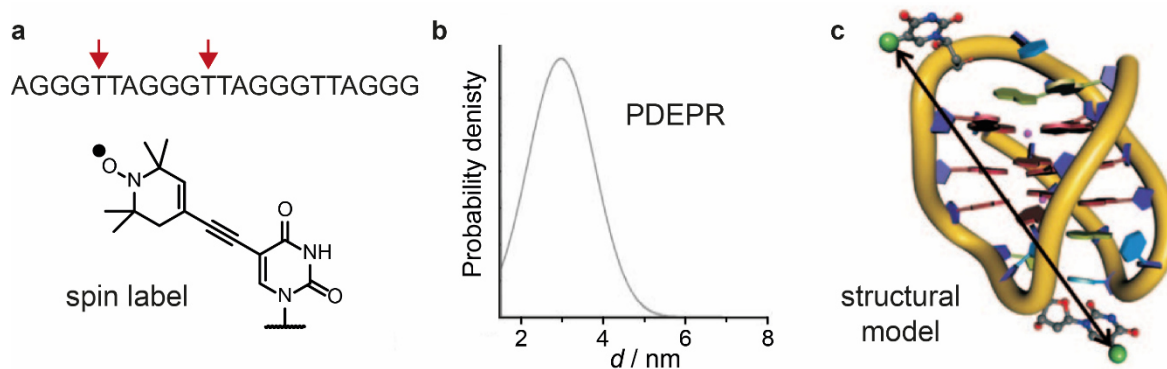 a
AGGGTTAGGGTTAGGGTTAGGG
O
N
O
NH
N
O
spin label
b
Probability denisty
PDEPR
2 4 6 8
d / nm
c
structural
model